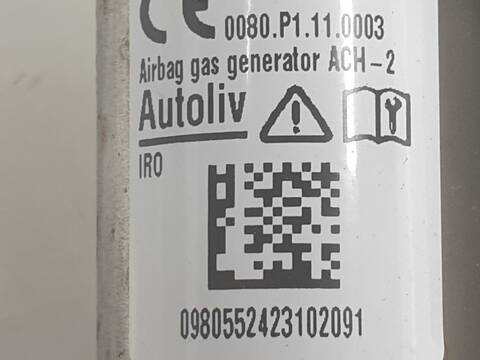 CE 0080.P1.11.0003
Airbag gas generator ACH-2
Autoliv
IRO
0980552423102091